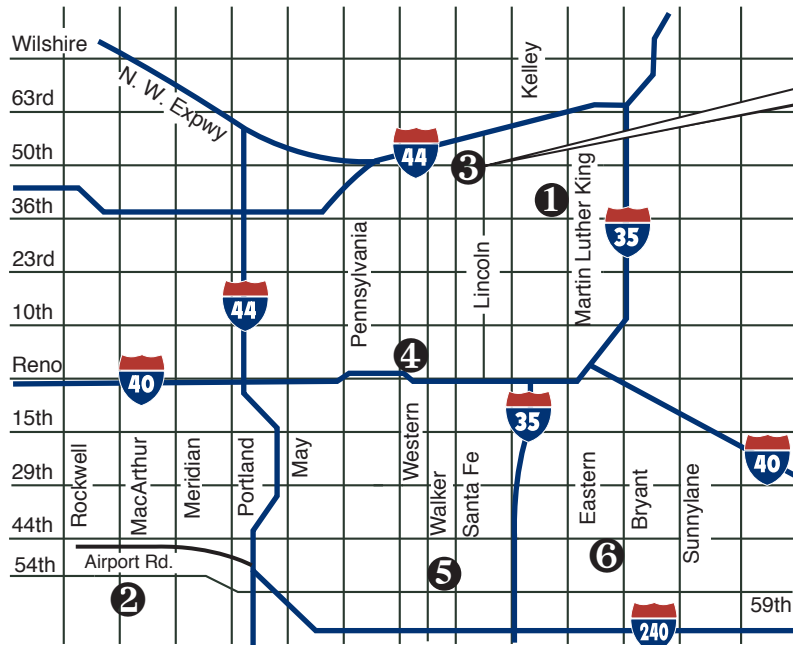 Wilshire
Kelley
N. W. Expwy
63rd
44
50th
3
Martin Luther King
1
36th
35
Pennsylvania
23rd
Lincoln
44
10th
4
Reno
40
35
15th
Rockwell
MacArthur
Meridian
Portland
May
Western
Walker
Santa Fe
Eastern
Bryant
Sunnylane
40
29th
44th
Airport Rd.
54th
2
5
6
59th
240